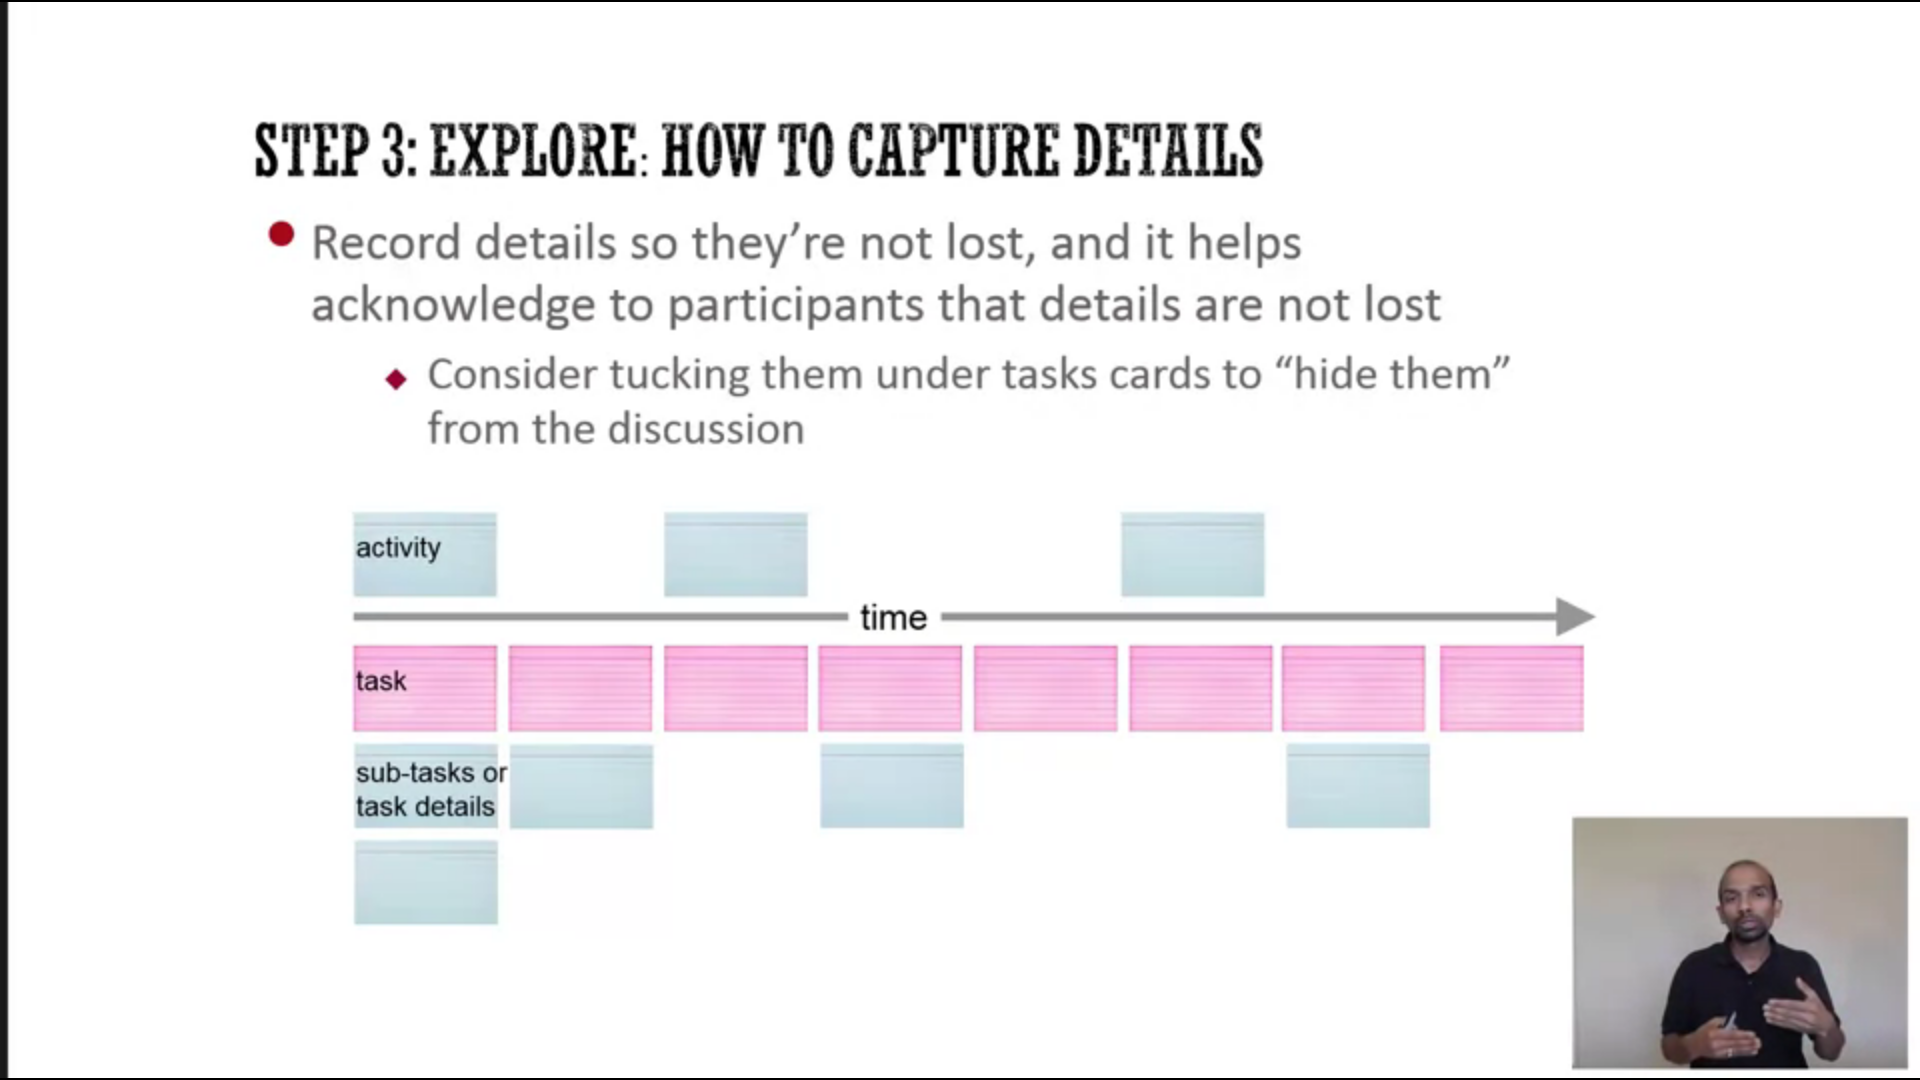 STEP 3: EXPLORE: HOW TO CAPTURE DETAILS
Record details so they’re not lost, and it helps
acknowledge to participants that details are not lost
Consider tucking them under tasks cards to “hide them”
from the discussion
activity
time
task
sub-tasks or
task details